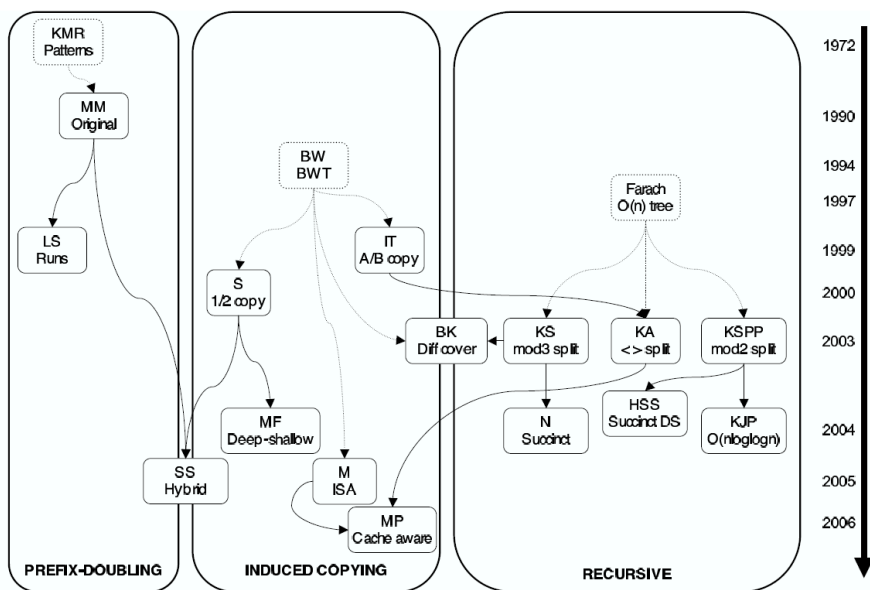 KMR
Patterns
1972
MM
Original
1990
BW
BWT
1994
Farach
O(n) tree
1997
LS
Runs
IT
A/B copy
1999
S
1/2 copy
2000
BK
Diff cover
KS
mod3 split
KA
<> split
KSPP
mod2 split
2003
MF
Deep-shallow
NI
Succinct
HSS
Succinct DS
KJP
O(nloglogn)
2004
SS
Hybrid
M
ISA
2005
MP
Cache aware
2006
PREFIX-DOUBLING
INDUCED COPYING
RECURSIVE